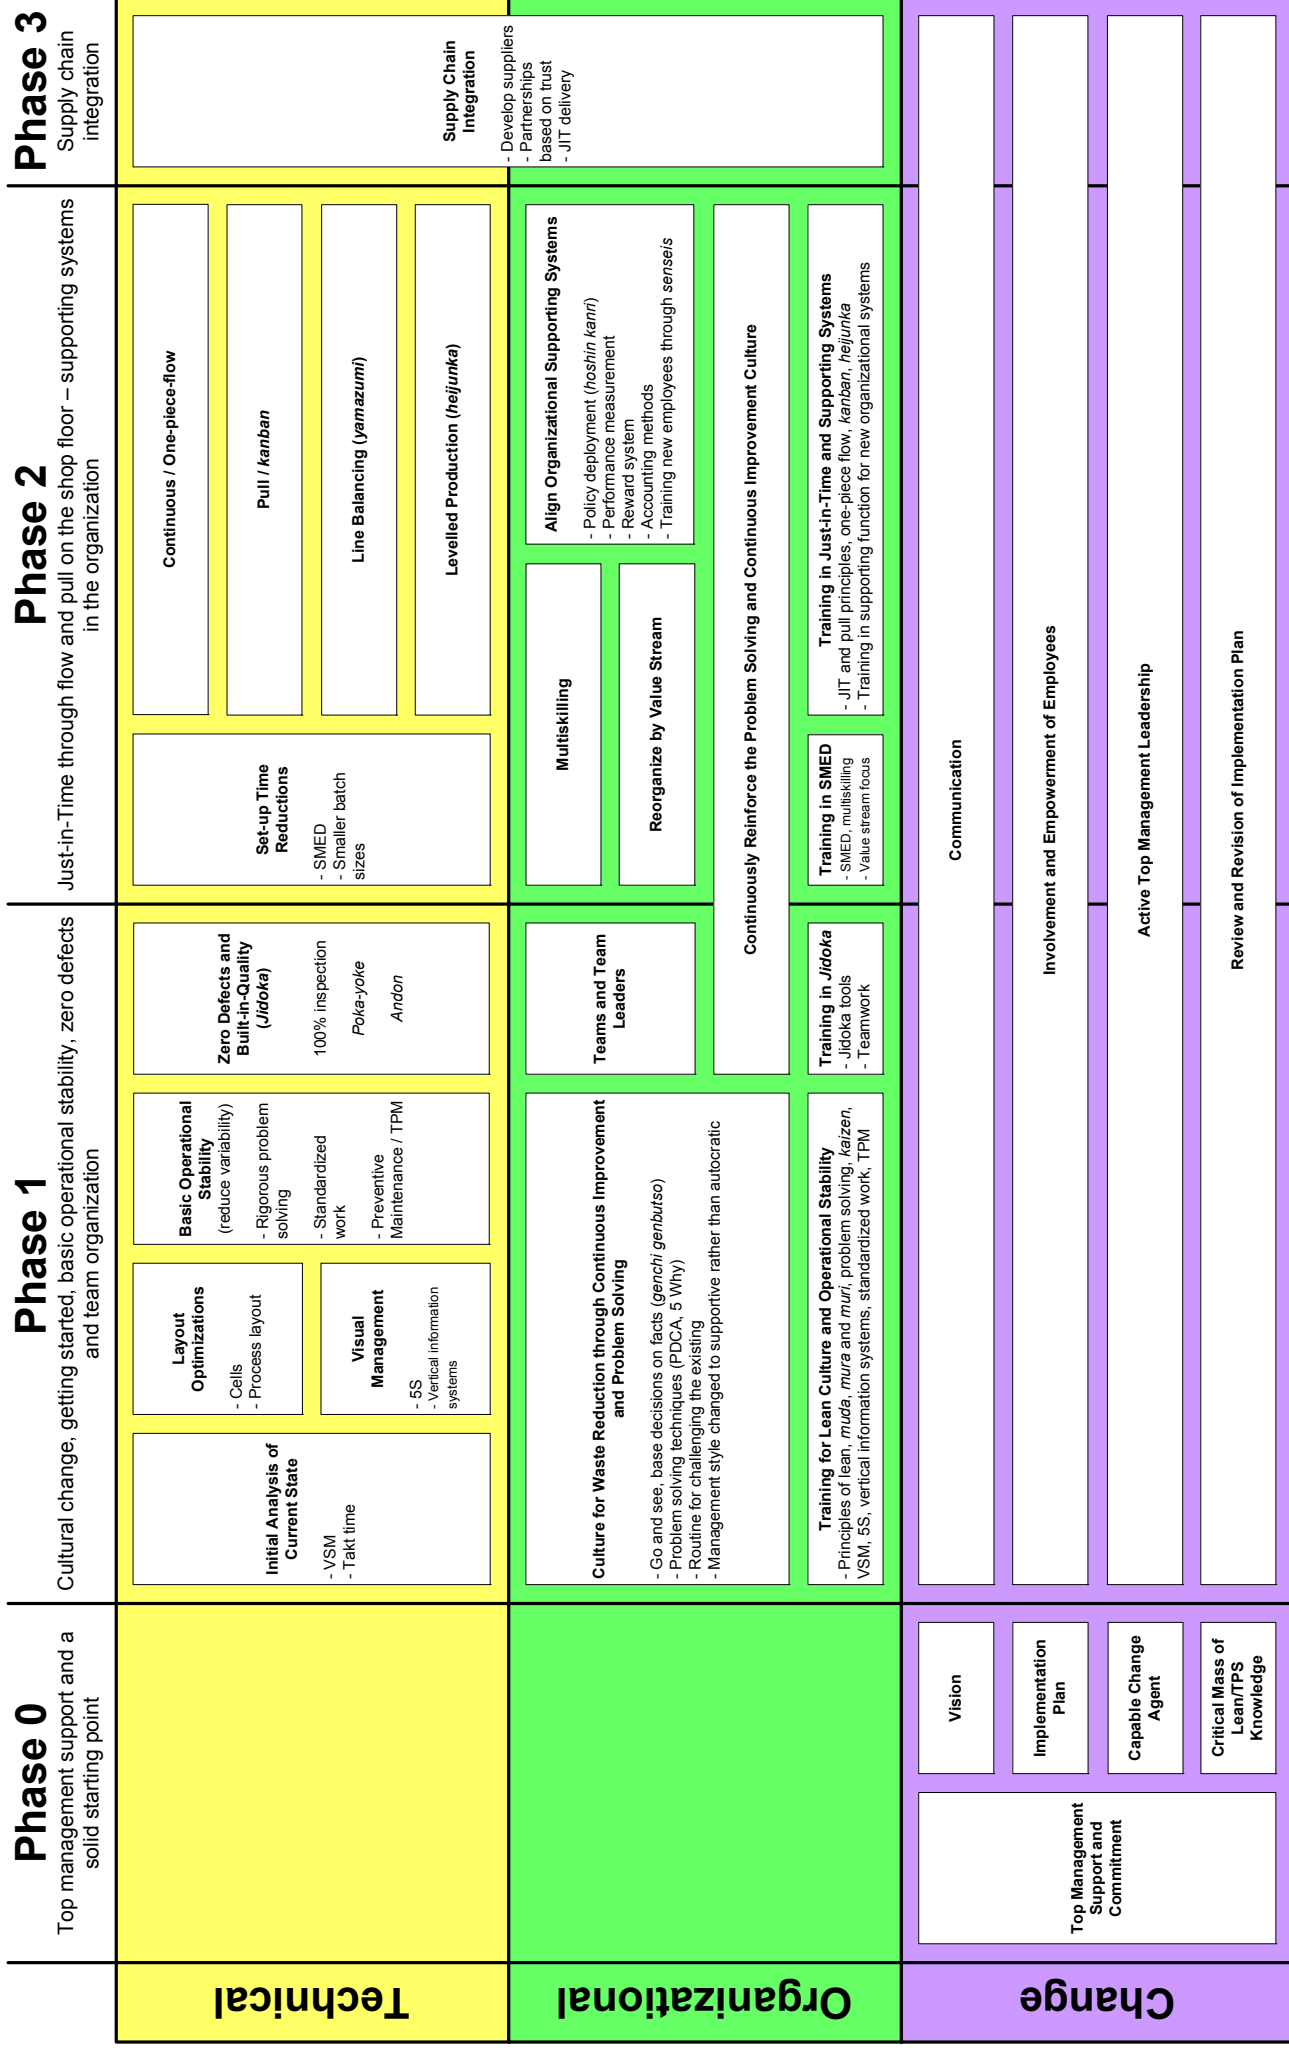 Phase 0
Top management support and a
solid starting point
Phase 1
Cultural change, getting started, basic operational stability, zero defects
and team organization
Phase 2
Just-in-Time through flow and pull on the shop floor – supporting systems
in the organization
Phase 3
Supply chain
integration
Technical
Initial Analysis of
Current State
- VSM
- Takt time
Layout
Optimizations
- Cells
- Process layout
Visual
Management
- 5S
- Vertical information
systems
Basic Operational
Stability
(reduce variability)
- Rigorous problem
solving
- Standardized
work
- Preventive
Maintenance / TPM
Zero Defects and
Built-in-Quality
(Jidoka)
100% inspection
Poka-yoke
Andon
Set-up Time
Reductions
- SMED
- Smaller batch
sizes
Continuous / One-piece-flow
Pull / kanban
Line Balancing (yamazumi)
Levelled Production (heijunka)
Supply Chain
Integration
- Develop suppliers
- Partnerships
based on trust
- JIT delivery
Organizational
Culture for Waste Reduction through Continuous Improvement
and Problem Solving
- Go and see, base decisions on facts (genchi genbutso)
- Problem solving techniques (PDCA, 5 Why)
- Routine for challenging the existing
- Management style changed to supportive rather than autocratic
Teams and Team
Leaders
Multiskilling
Reorganize by Value Stream
Align Organizational Supporting Systems
- Policy deployment (hoshin kanri)
- Performance measurement
- Reward system
- Accounting methods
- Training new employees through senseis
Continuously Reinforce the Problem Solving and Continuous Improvement Culture
Training for Lean Culture and Operational Stability
- Principles of lean, muda, mura and muri, problem solving, kaizen,
VSM, 5S, vertical information systems, standardized work, TPM
Training in Jidoka
- Jidoka tools
- Teamwork
Training in SMED
- SMED, multiskilling
- Value stream focus
Training in Just-in-Time and Supporting Systems
- JIT and pull principles, one-piece flow, kanban, heijunka
- Training in supporting function for new organizational systems
Change
Top Management
Support and
Commitment
Vision
Implementation
Plan
Capable Change
Agent
Critical Mass of
Lean/TPS
Knowledge
Communication
Involvement and Empowerment of Employees
Active Top Management Leadership
Review and Revision of Implementation Plan